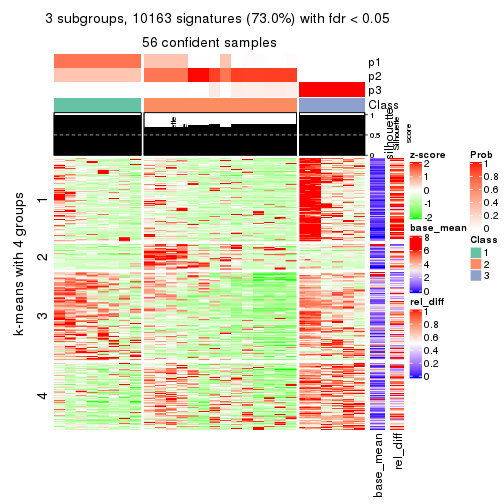 3 subgroups, 10163 signatures (73.0%) with fdr < 0.05
56 confident samples
p1
p2
p3
Class
1
0.5
0
silhouette
Silhouette
score
k-means with 4 groups
1
2
3
4
z-score
2
1
0
-1
-2
base_mean
8
6
4
2
0
rel_diff
1
0.8
0.6
0.4
0.2
0
Prob
1
0.8
0.6
0.4
0.2
0
Class
1
2
3
base_mean
rel_diff